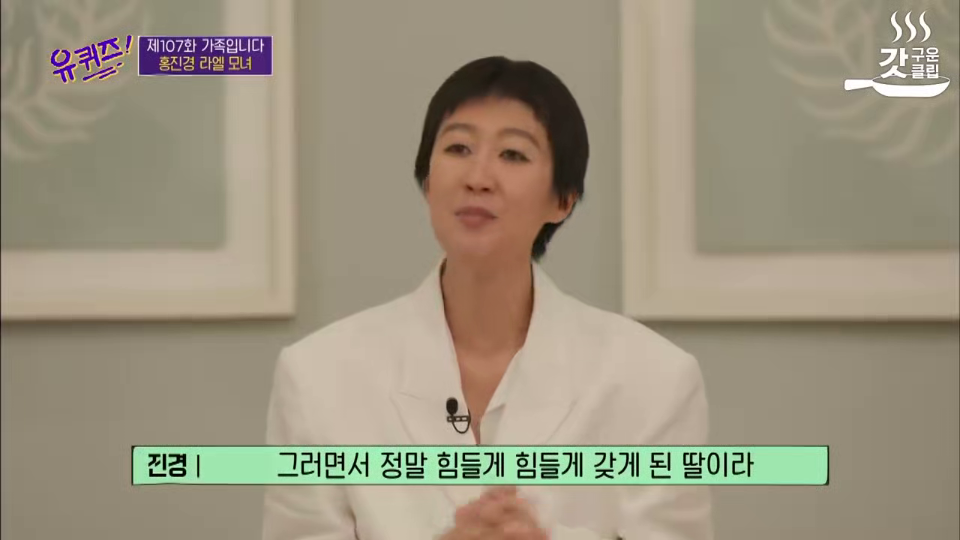 유퀴즈!
제107화 가족입니다
홍진경 라엘 모녀
갓구운클립
진경 | 그러면서 정말 힘들게 힘들게 갖게 된 딸이라